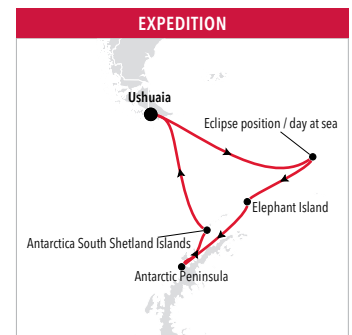 EXPEDITION
Ushuaia
Eclipse position / day at sea
Elephant Island
Antarctica South Shetland Islands
Antarctic Peninsula